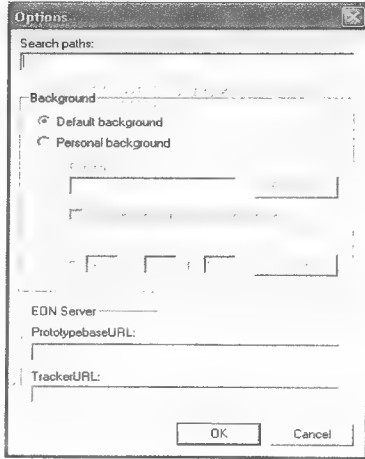 Options
Search paths:
Background
Default background
Personal background
EON Server
PrototypebaseURL:
TrackerURL:
OK
Cancel